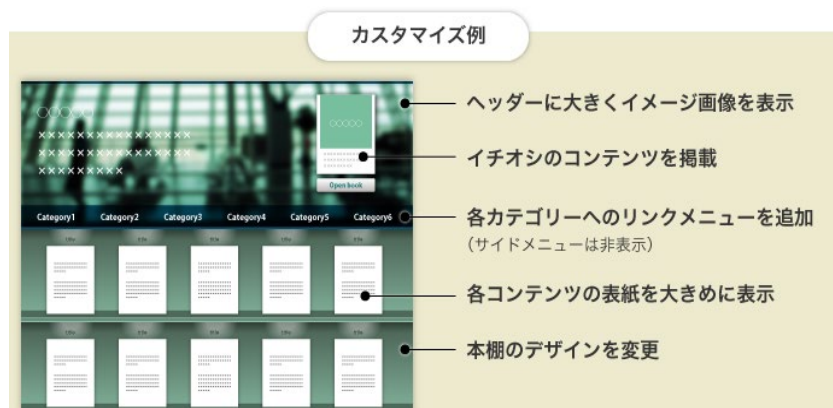 カスタマイズ例
○○○○○
×××××××××××××××××
×××××××××××××××××
×××××××××
○○○○○
Open book
Category1 Category2 Category3 Category4 Category5 Category6
ヘッダーに大きくイメージ画像を表示
イチオシのコンテンツを掲載
各カテゴリーへのリンクメニューを追加
(サイドメニューは非表示)
各コンテンツの表紙を大きめに表示
本棚のデザインを変更